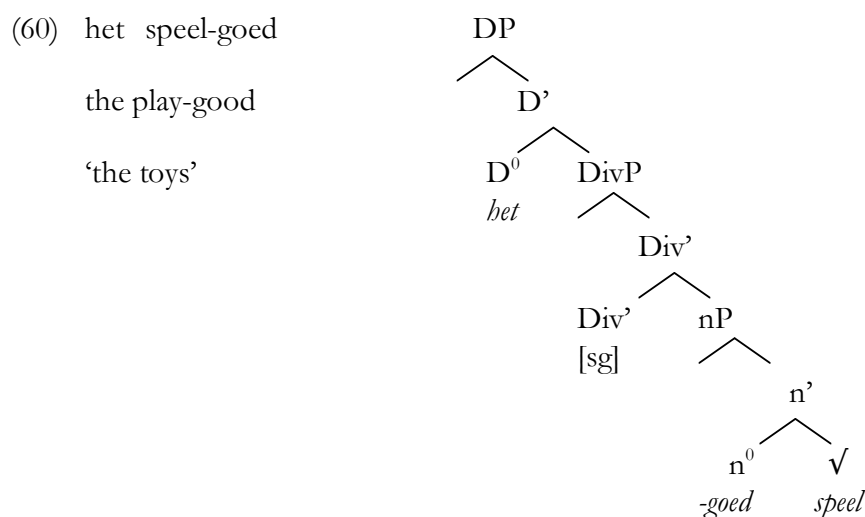 (60) het speel-goed DP
the play-good D’
‘the toys’ D⁰ DivP
het
Div’
Div’ nP
[sg]
n’
n⁰ √
-goed speel